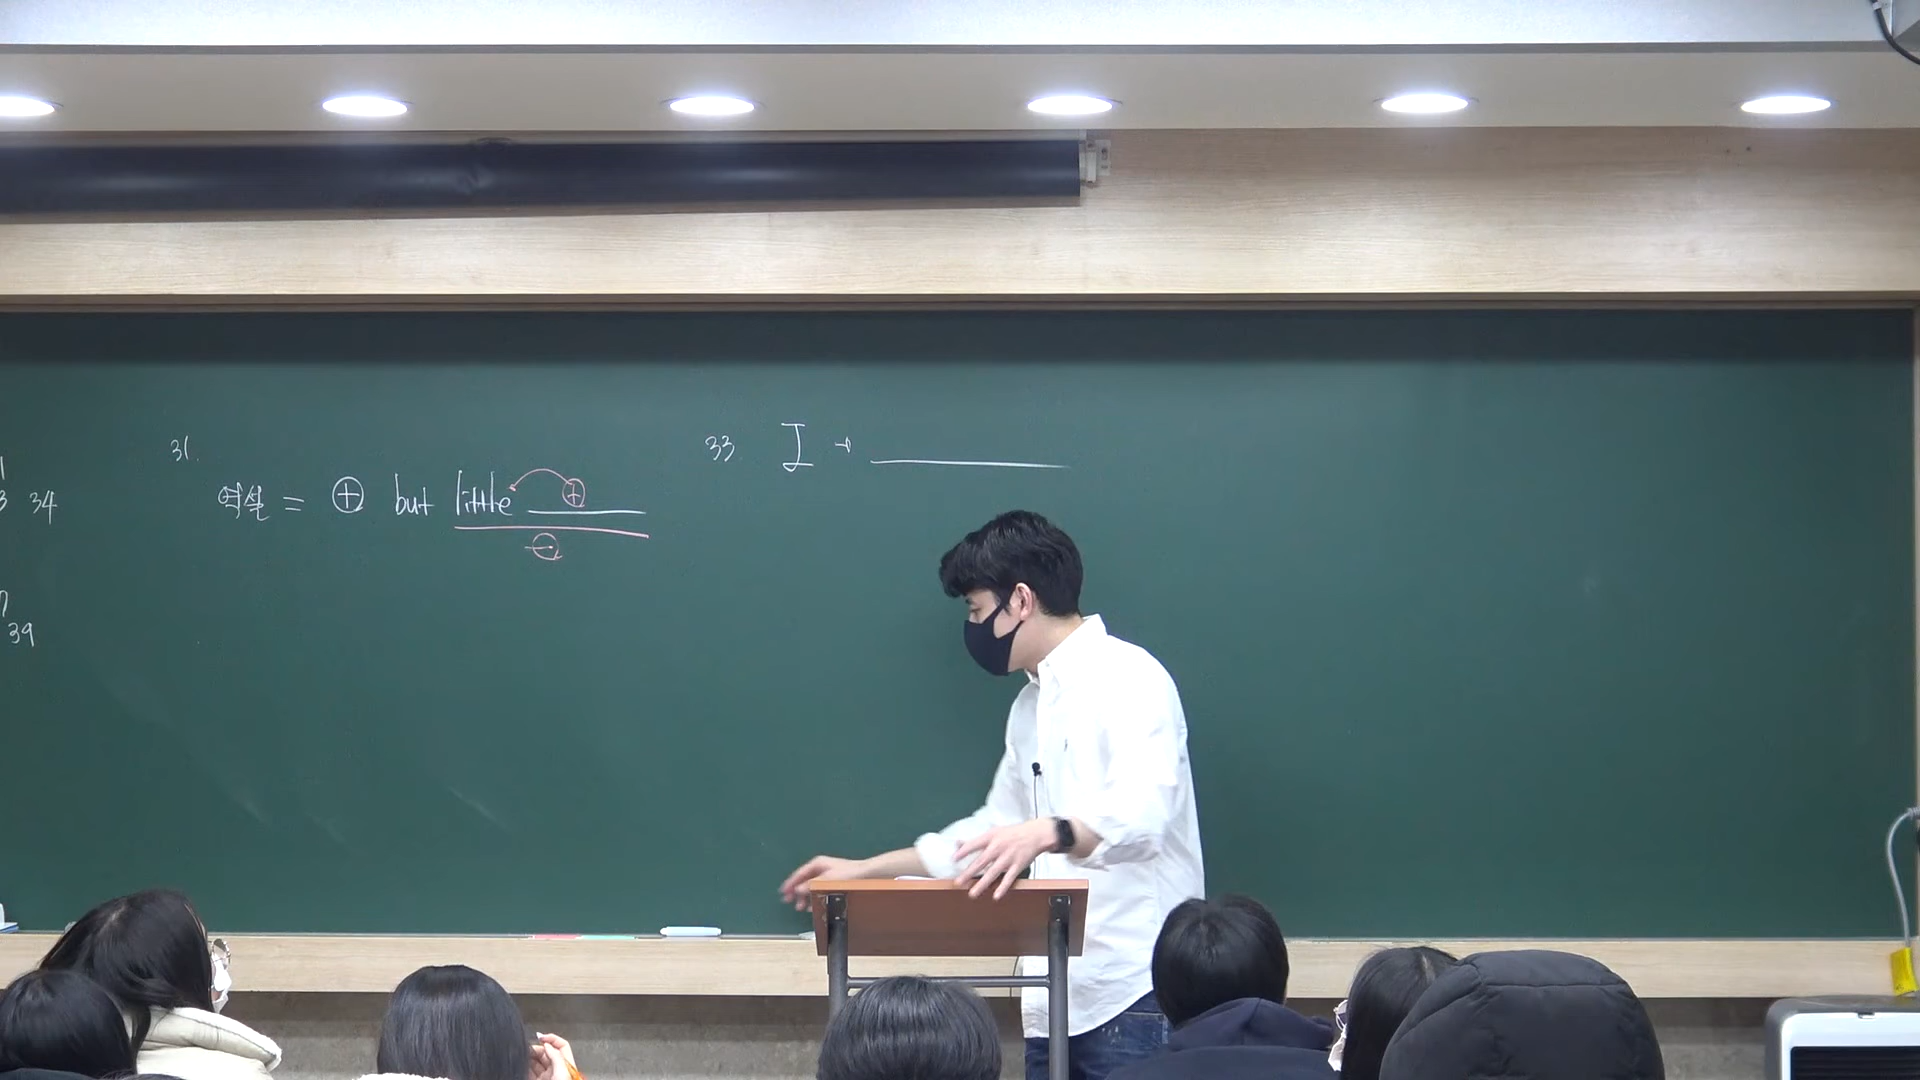 31.
역설 = ⊕ but little ⊕
⊖
33. I →
34
39